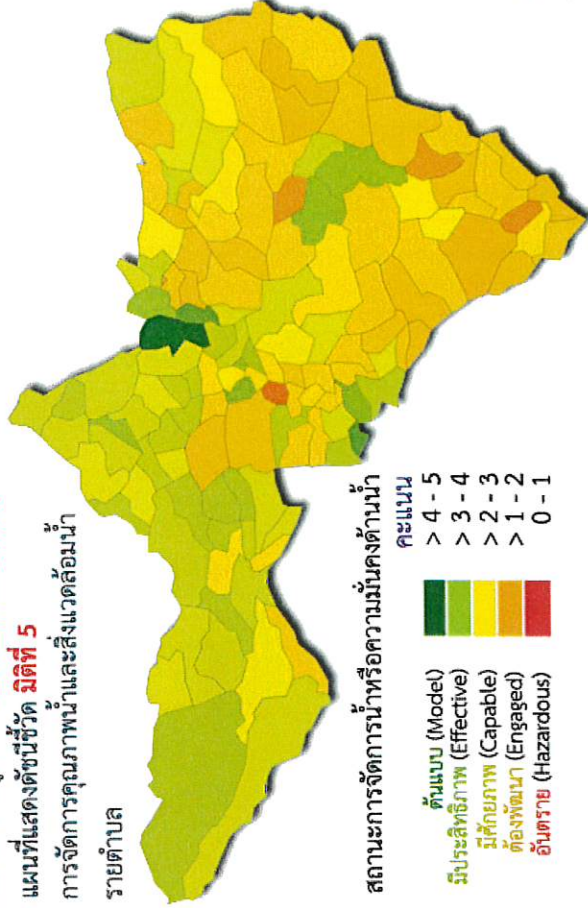 แผนที่แสดงดัชนีชี้วัด มิติที่ 5
การจัดการคุณภาพน้ำและสิ่งแวดล้อมน้ำ
รายตำบล
สถานะการจัดการน้ำหรือความมั่นคงด้านน้ำ
คะแนน
ต้นแบบ (Model) > 4 - 5
มีประสิทธิภาพ (Effective) > 3 - 4
มีศักยภาพ (Capable) > 2 - 3
ต้องพัฒนา (Engaged) > 1 - 2
อันตราย (Hazardous) 0 - 1